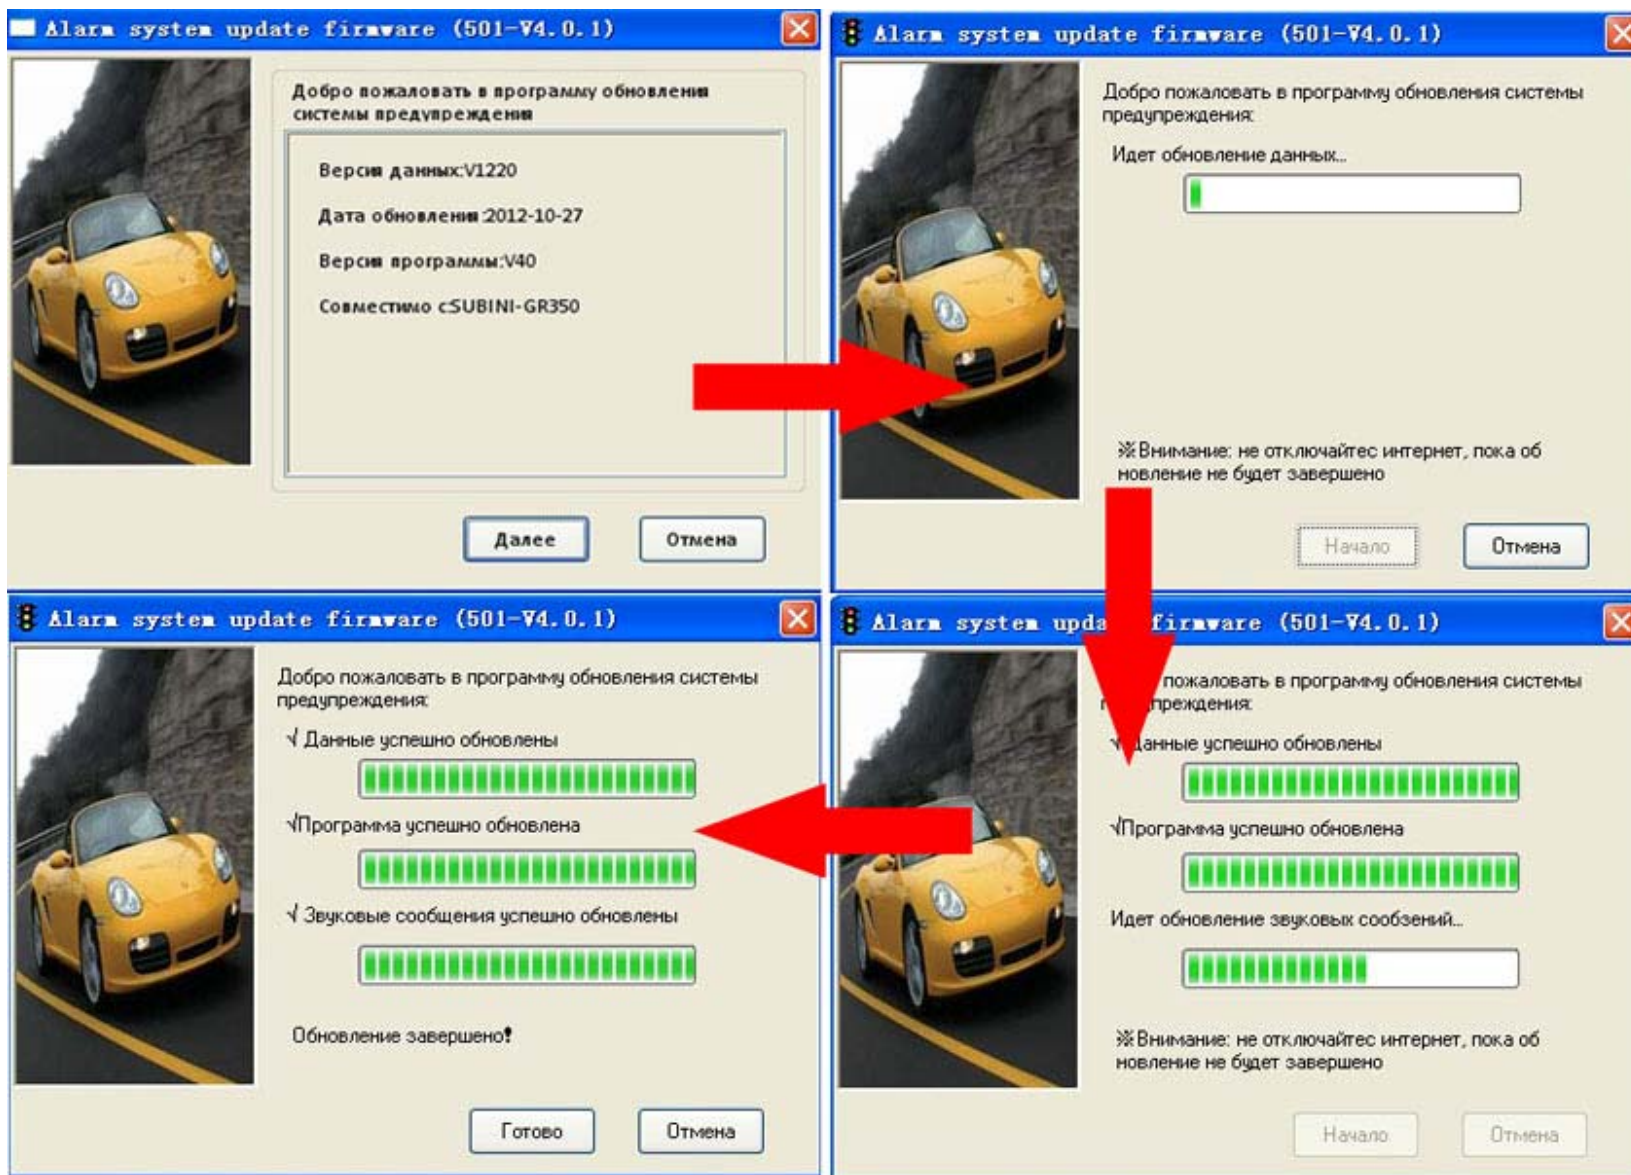 Alarm system update firmware (501-V4.0.1)
Добро пожаловать в программу обновления
системы предупреждения
Версия данных:V1220
Дата обновления:2012-10-27
Версия программы:V40
Совместимо с:SUBINI-GR350
Далее
Отмена
Alarm system update firmware (501-V4.0.1)
Добро пожаловать в программу обновления системы
предупреждения:
Идет обновление данных...
※Внимание: не отключайтес интернет, пока об
новление не будет завершено
Начало
Отмена
Alarm system update firmware (501-V4.0.1)
пожаловать в программу обновления системы
Данные успешно обновлены
√Программа успешно обновлена
Идет обновление звуковых сообзений...
※Внимание: не отключайтес интернет, пока об
новление не будет завершено
Начало
Отмена
Alarm system update firmware (501-V4.0.1)
Добро пожаловать в программу обновления системы
предупреждения:
√ Данные успешно обновлены
√Программа успешно обновлена
√ Звуковые сообщения успешно обновлены
Обновление завершено!
Готово
Отмена